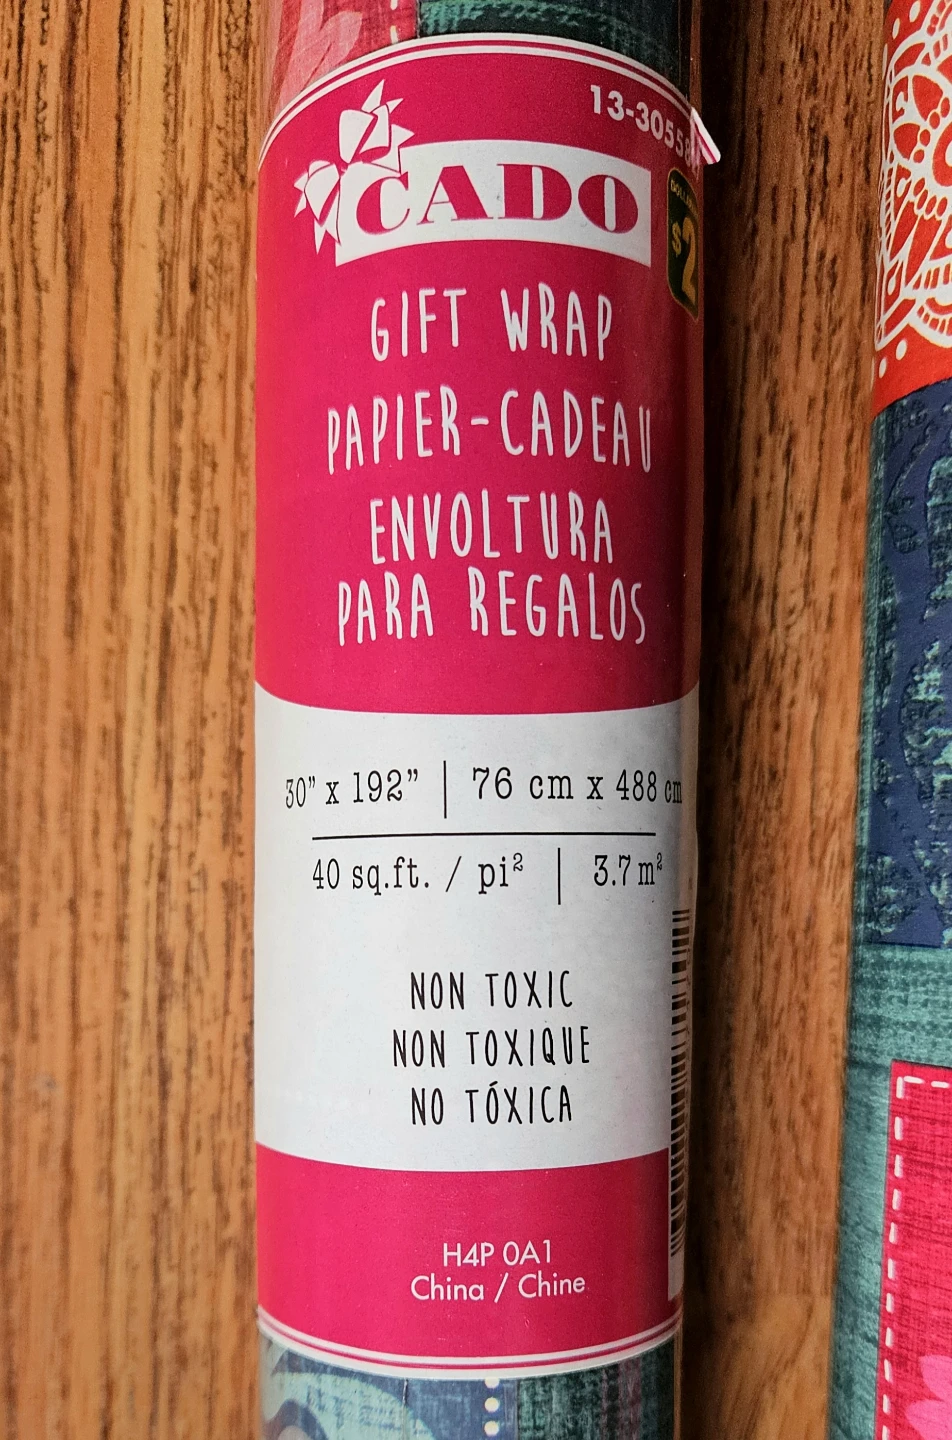 13-30558
CADO
$2
GIFT WRAP
PAPIER-CADEAU
ENVOLTURA
PARA REGALOS
30" x 192" | 76 cm x 488 cm
40 sq.ft. / pi² | 3.7 m²
NON TOXIC
NON TOXIQUE
NO TÓXICA
H4P 0A1
China / Chine